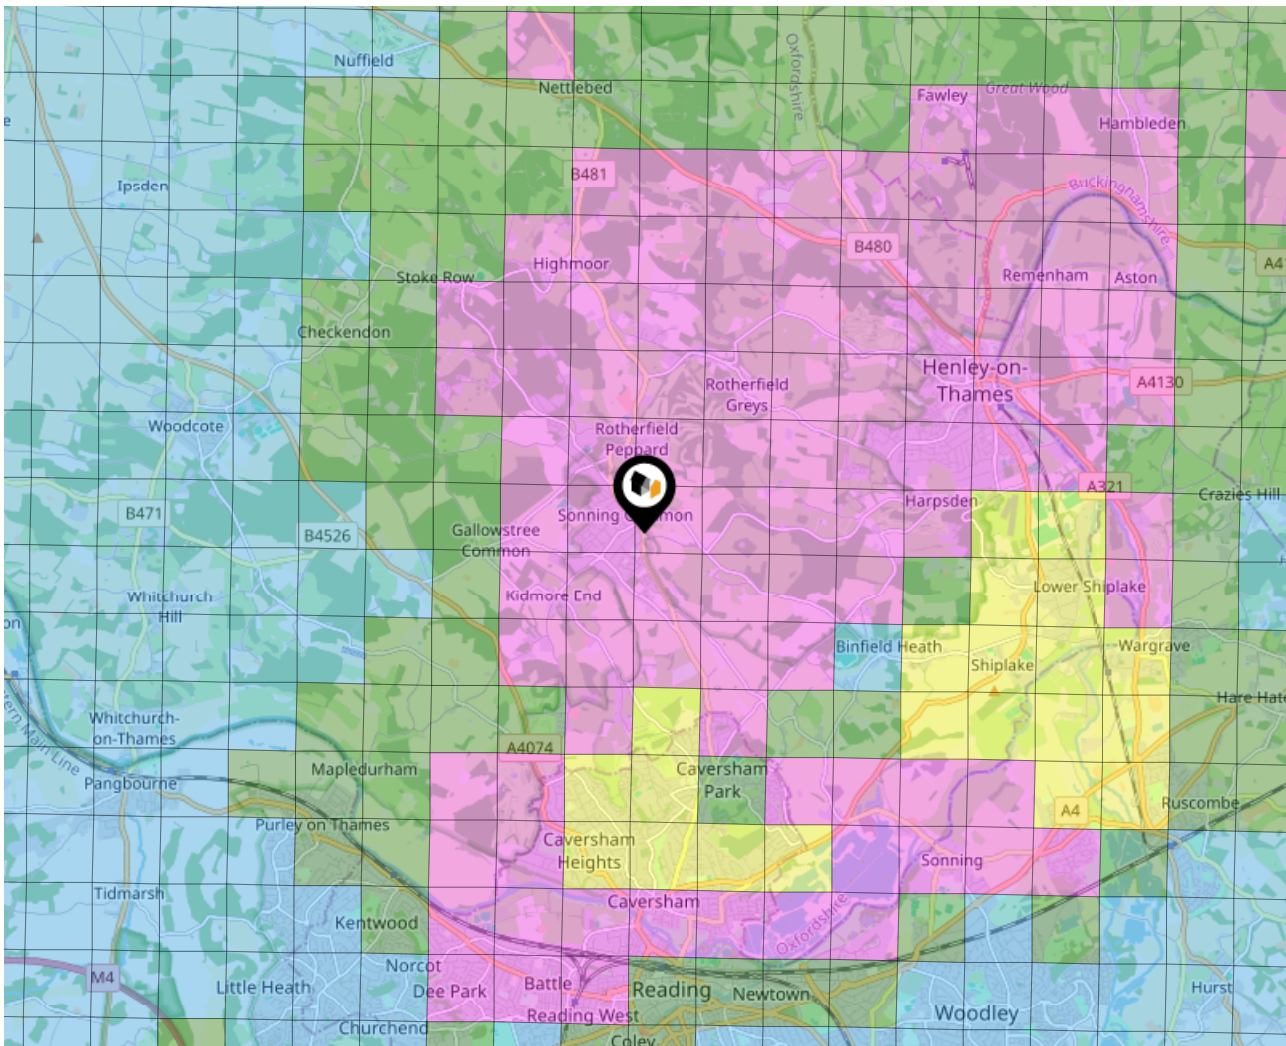 Nuffield
Oxfordshire
Nettlebed
Fawley
Great Wood
Hambleden
B481
Ipsden
Buckinghamshire
B480
Highmoor
Stoke Row
Remenham
Aston
Checkendon
Henley-on-
Thames
A4130
Rotherfield
Greys
Woodcote
Rotherfield
Peppard
A321
Crazies Hill
Harpsden
B471
B4526
Gallowstree
Common
Sonning Common
Whitchurch
Hill
Kidmore End
Lower Shiplake
Binfield Heath
Wargrave
Shiplake
Whitchurch-
on-Thames
Main Line
A4074
Pangbourne
Mapledurham
Caversham
Park
A4
Ruscombe
Purley on Thames
Caversham
Heights
Sonning
Tidmarsh
Caversham
Oxfordshire
Kentwood
M4
Norcot
Little Heath
Dee Park
Battle
Reading
Newtown
Hurst
Reading West
Woodley
Churchend
Coley